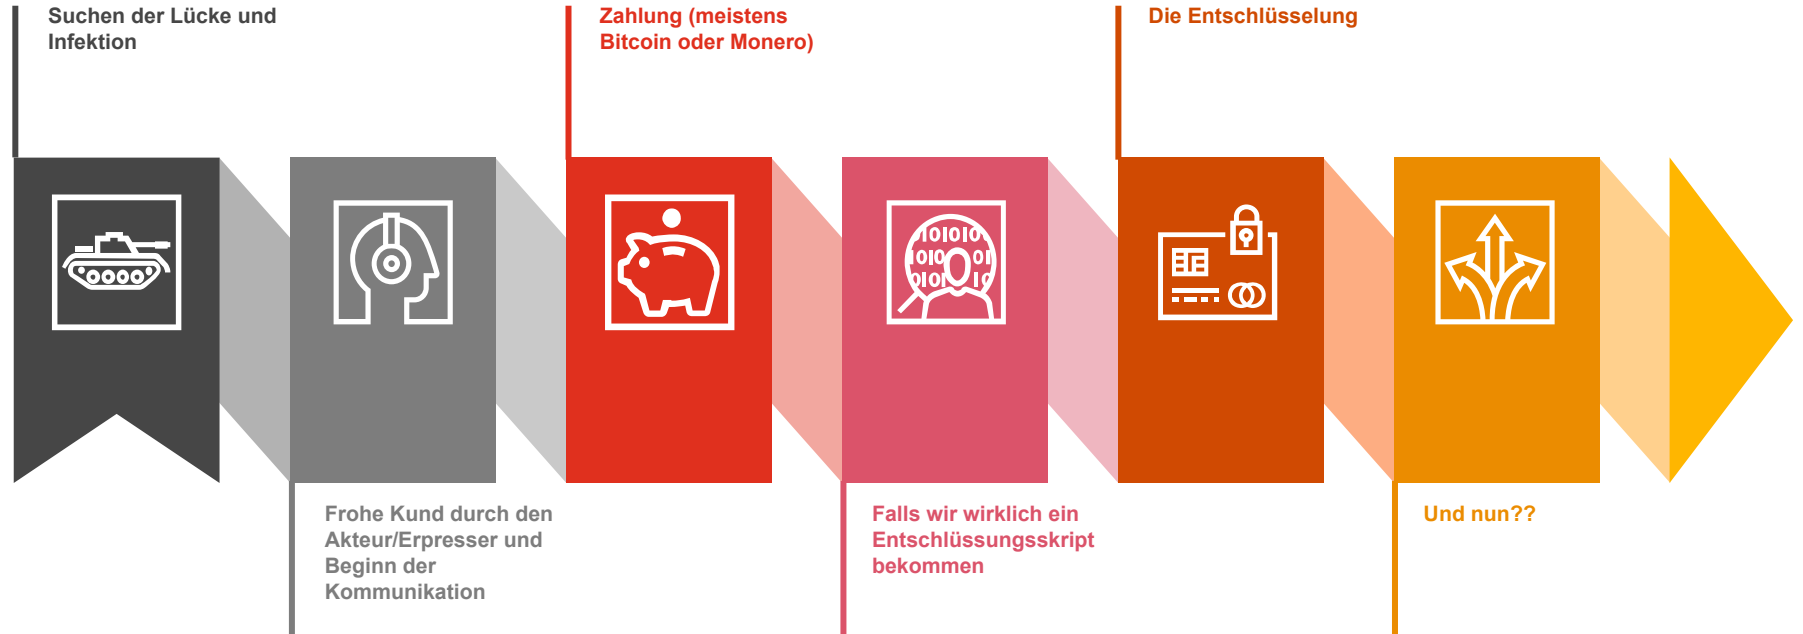 Suchen der Lücke und
Infektion
Frohe Kund durch den
Akteur/Erpresser und
Beginn der
Kommunikation
Zahlung (meistens
Bitcoin oder Monero)
Falls wir wirklich ein
Entschlüssungsskript
bekommen
Die Entschlüsselung
Und nun??